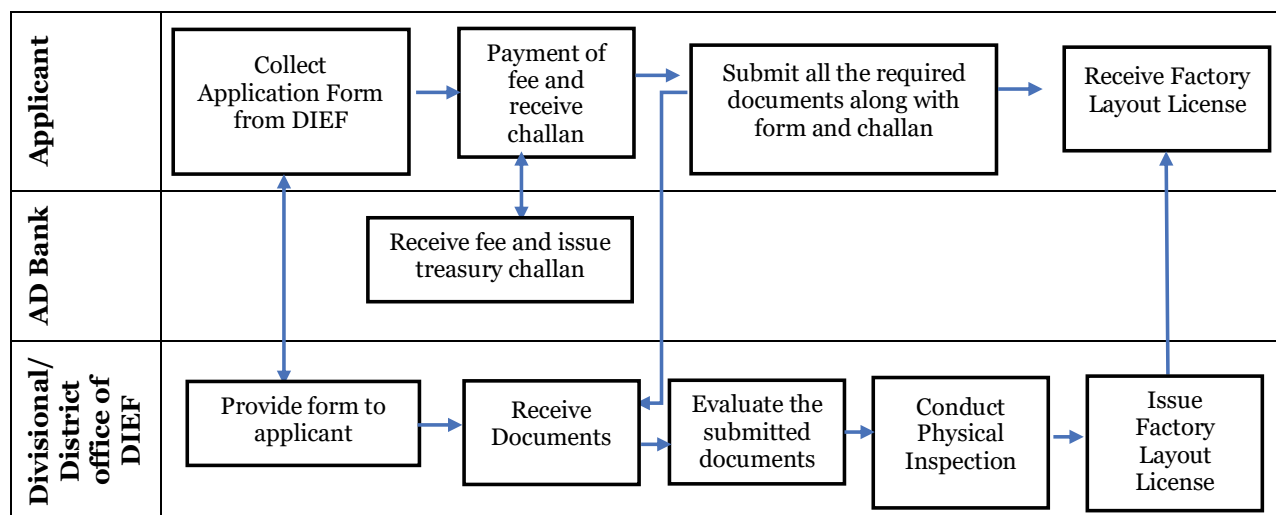 Applicant
Collect
Application Form
from DIEF
Payment of
fee and
receive
challan
Submit all the required
documents along with
form and challan
Receive Factory
Layout License
AD Bank
Receive fee and issue
treasury challan
Divisional/
District
office of
DIEF
Provide form to
applicant
Receive
Documents
Evaluate the
submitted
documents
Conduct
Physical
Inspection
Issue
Factory
Layout
License